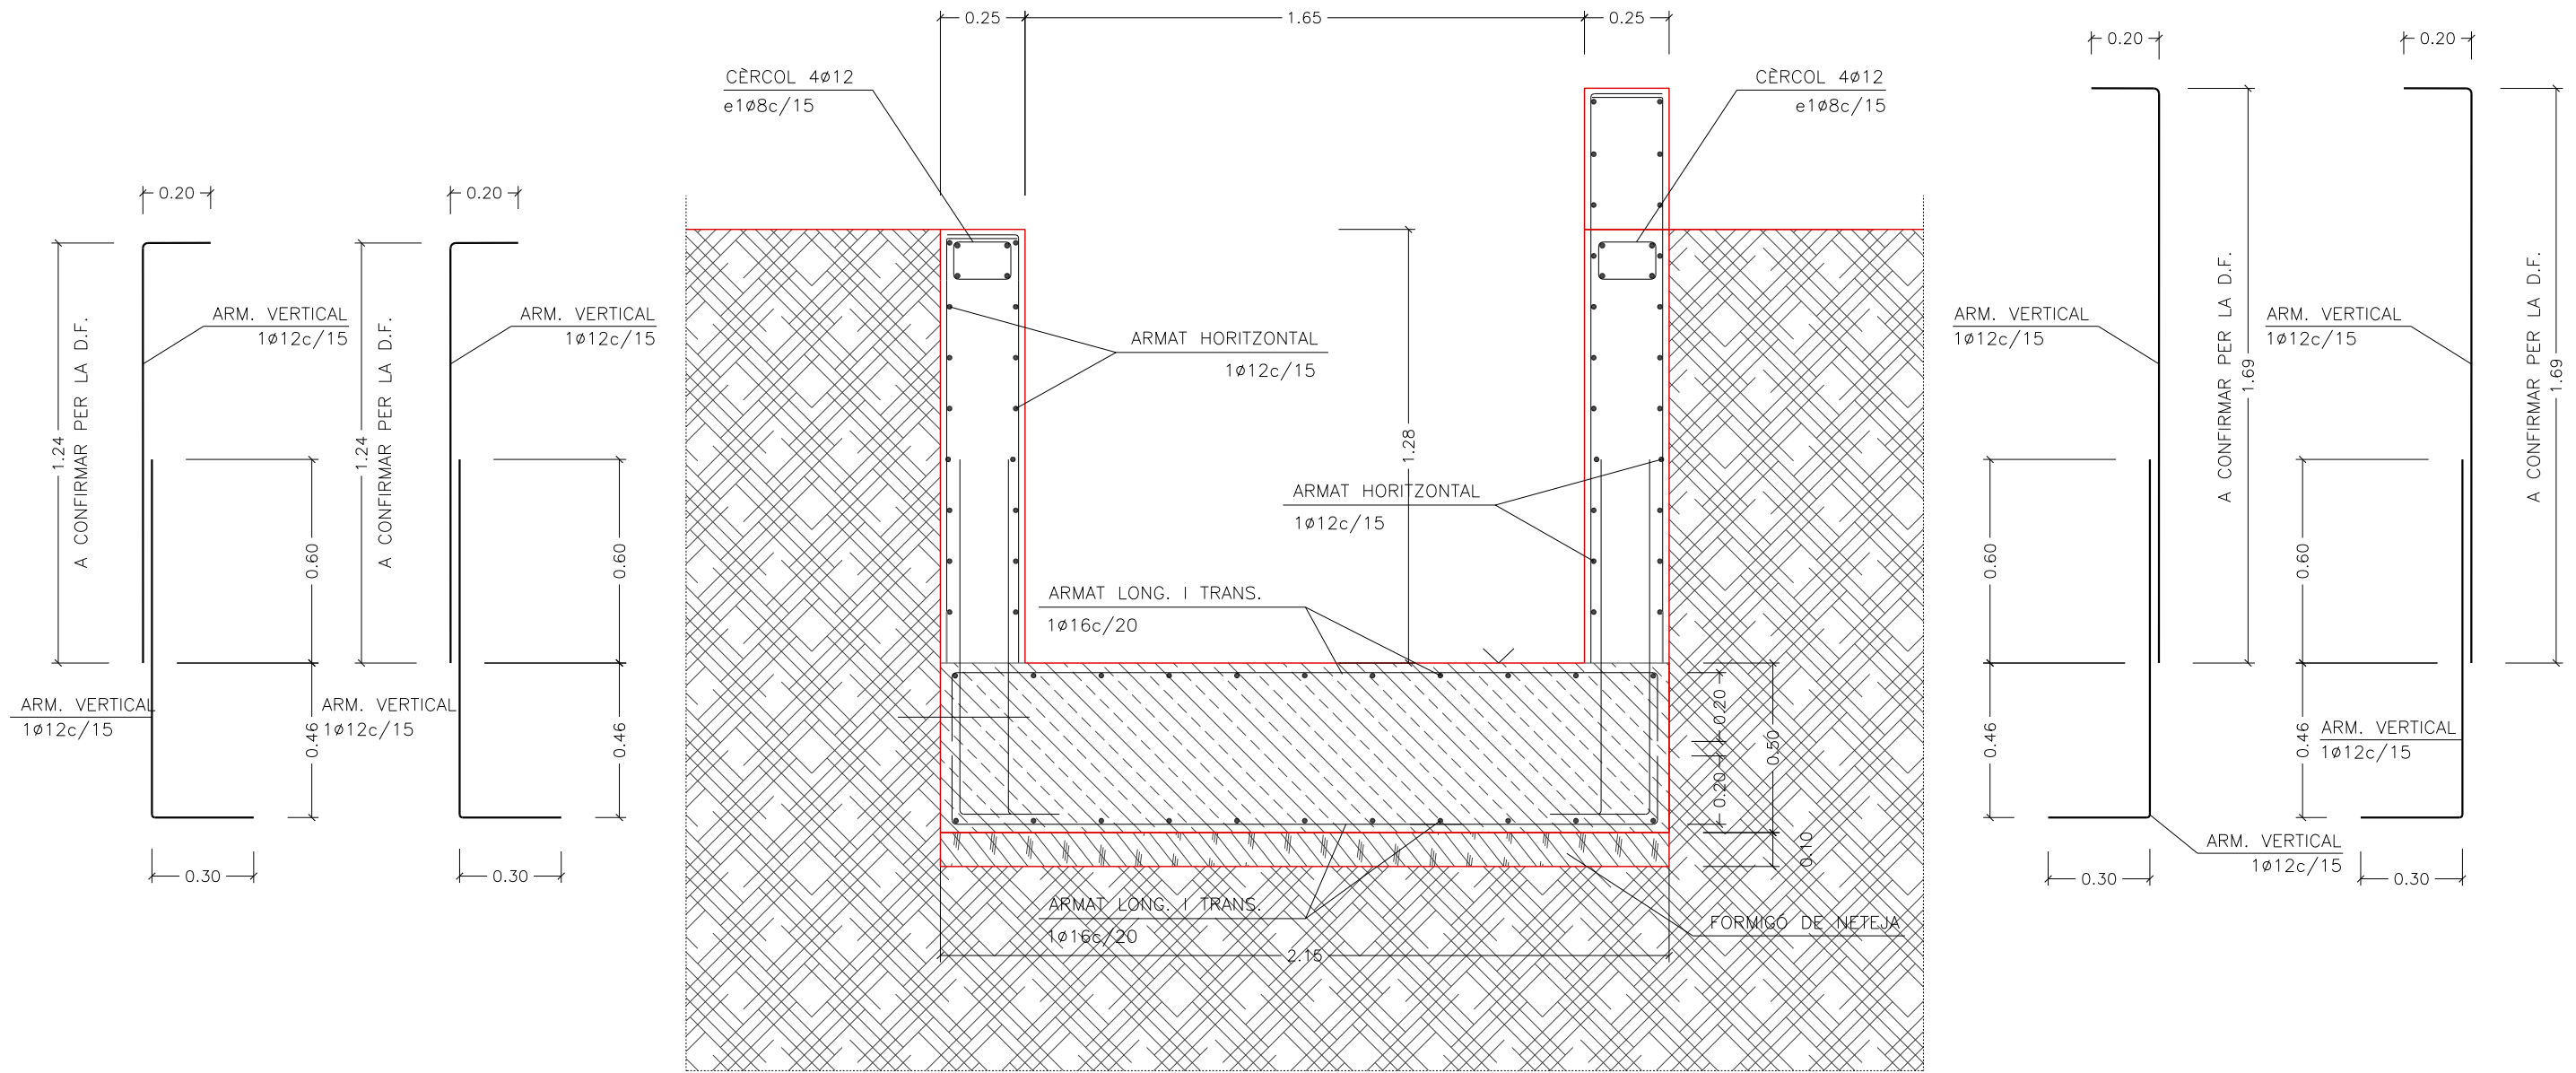 0.25
1.65
0.25
0.20
0.20
CÈRCOL 4ø12
e1ø8c/15
CÈRCOL 4ø12
e1ø8c/15
0.20
0.20
ARM. VERTICAL
1ø12c/15
ARM. VERTICAL
1ø12c/15
ARMAT HORITZONTAL
1ø12c/15
ARM. VERTICAL
1ø12c/15
ARM. VERTICAL
1ø12c/15
1.24
A CONFIRMAR PER LA D.F.
1.24
A CONFIRMAR PER LA D.F.
1.28
A CONFIRMAR PER LA D.F.
1.69
A CONFIRMAR PER LA D.F.
1.69
ARMAT HORITZONTAL
1ø12c/15
0.60
0.60
0.60
0.60
ARMAT LONG. I TRANS.
1ø16c/20
ARM. VERTICAL
1ø12c/15
0.46
ARM. VERTICAL
1ø12c/15
0.46
0.20
0.50
0.20
0.10
0.46
0.46
ARM. VERTICAL
1ø12c/15
ARM. VERTICAL
1ø12c/15
0.30
0.30
0.30
0.30
ARMAT LONG. I TRANS.
1ø16c/20
FORMIGÓ DE NETEJA
2.15